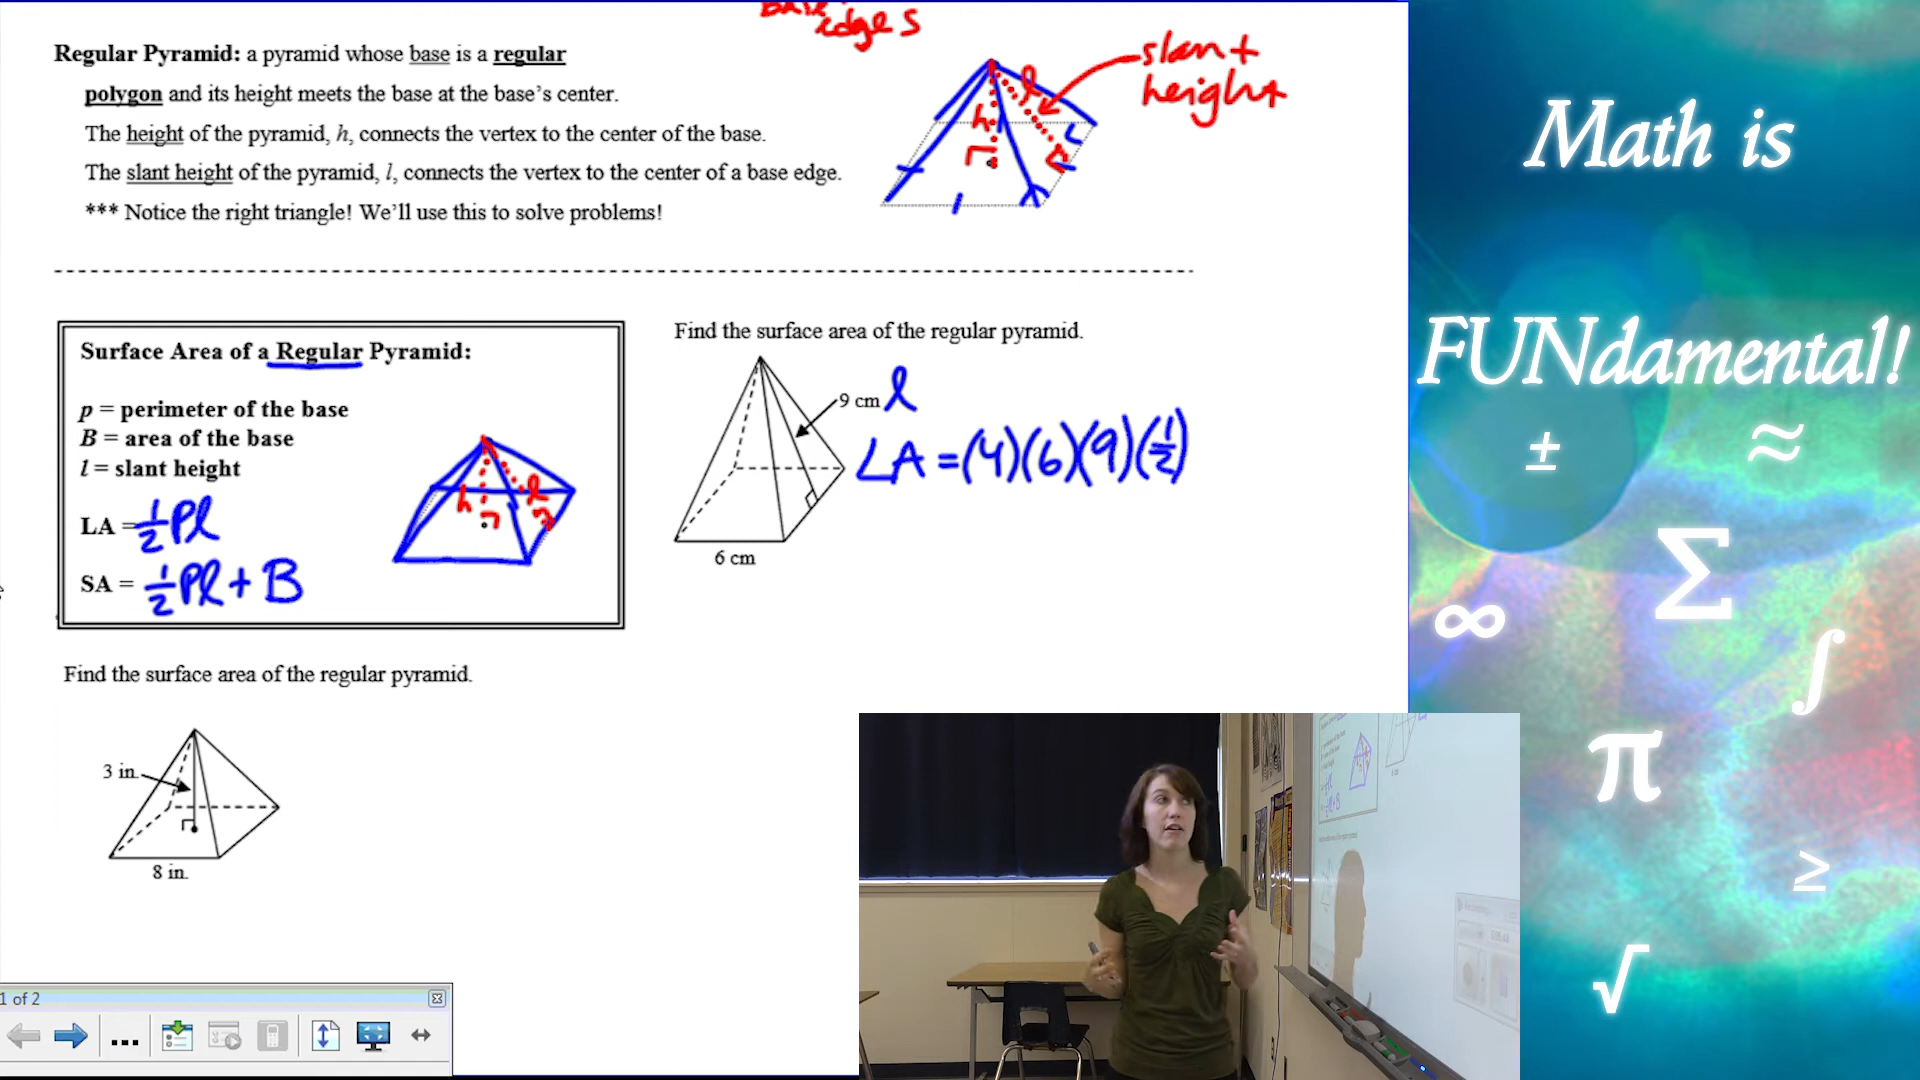 base
edges
Regular Pyramid: a pyramid whose base is a regular
polygon and its height meets the base at the base's center.
The height of the pyramid, h, connects the vertex to the center of the base.
The slant height of the pyramid, l, connects the vertex to the center of a base edge.
*** Notice the right triangle! We'll use this to solve problems!
l
h
slant
height
Surface Area of a Regular Pyramid:
p = perimeter of the base
B = area of the base
l = slant height
LA = ½Pl
SA = ½Pl + B
h
l
Find the surface area of the regular pyramid.
9 cm l
LA = (4)(6)(9)(½)
6 cm
Find the surface area of the regular pyramid.
3 in.
8 in.
1 of 2
...
Math is
FUNdamental!
± ≈
Σ
∞
∫
π
≥
√